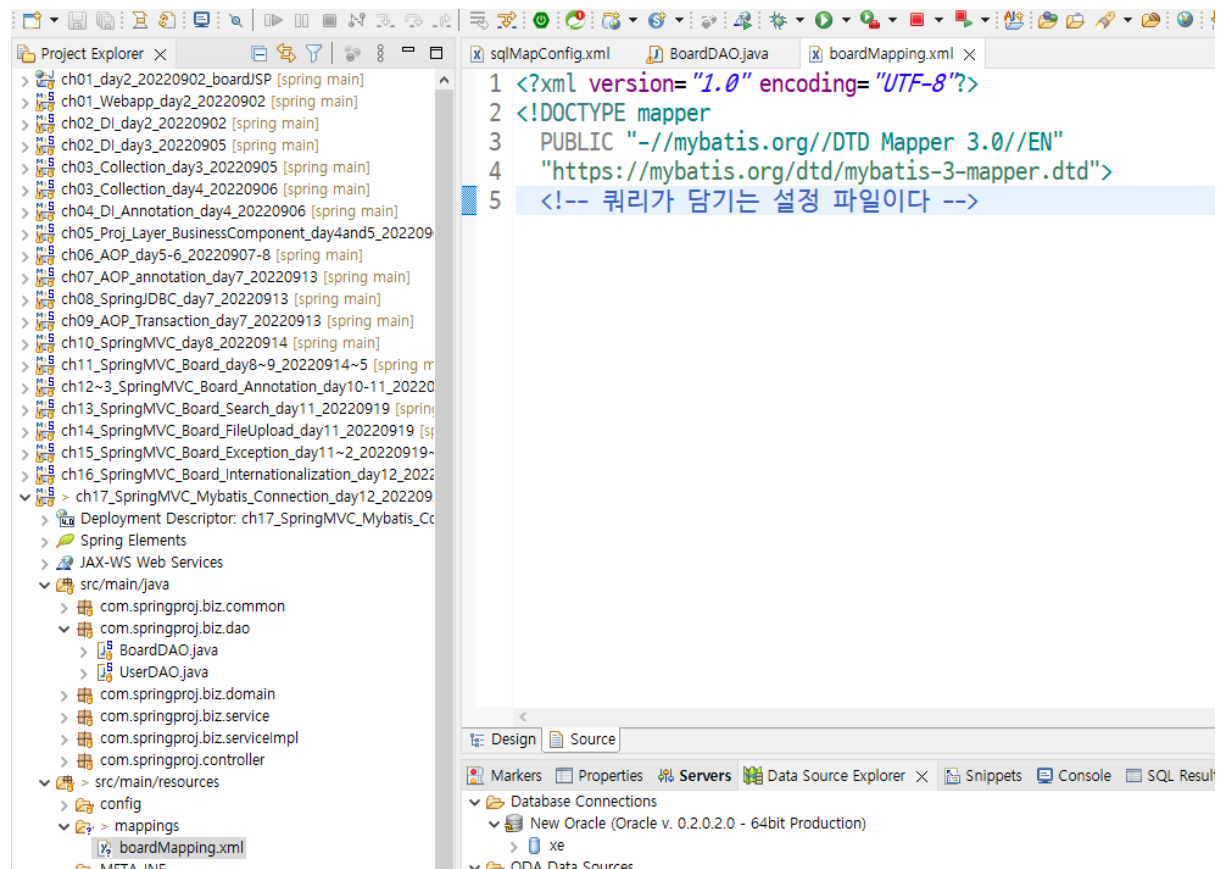 Project Explorer
ch01_day2_20220902_boardJSP [spring main]
ch01_Webapp_day2_20220902 [spring main]
ch02_DI_day2_20220902 [spring main]
ch02_DI_day3_20220905 [spring main]
ch03_Collection_day3_20220905 [spring main]
ch03_Collection_day4_20220906 [spring main]
ch04_DI_Annotation_day4_20220906 [spring main]
ch05_Proj_Layer_BusinessComponent_day4and5_202209
ch06_AOP_day5-6_20220907-8 [spring main]
ch07_AOP_annotation_day7_20220913 [spring main]
ch08_SpringJDBC_day7_20220913 [spring main]
ch09_AOP_Transaction_day7_20220913 [spring main]
ch10_SpringMVC_day8_20220914 [spring main]
ch11_SpringMVC_Board_day8~9_20220914~5 [spring m
ch12~3_SpringMVC_Board_Annotation_day10-11_20220
ch13_SpringMVC_Board_Search_day11_20220919 [spring
ch14_SpringMVC_Board_FileUpload_day11_20220919 [sp
ch15_SpringMVC_Board_Exception_day11~2_20220919~
ch16_SpringMVC_Board_Internationalization_day12_2022
> ch17_SpringMVC_Mybatis_Connection_day12_202209
Deployment Descriptor: ch17_SpringMVC_Mybatis_Co
Spring Elements
JAX-WS Web Services
src/main/java
com.springproj.biz.common
com.springproj.biz.dao
BoardDAO.java
UserDAO.java
com.springproj.biz.domain
com.springproj.biz.service
com.springproj.biz.serviceImpl
com.springproj.controller
> src/main/resources
config
> mappings
boardMapping.xml
META-INF
sqlMapConfig.xml BoardDAO.java boardMapping.xml
1 <?xml version="1.0" encoding="UTF-8"?>
2 <!DOCTYPE mapper
3 PUBLIC "-//mybatis.org//DTD Mapper 3.0//EN"
4 "https://mybatis.org/dtd/mybatis-3-mapper.dtd">
5 <!-- 쿼리가 담기는 설정 파일이다 -->
Design Source
Markers Properties Servers Data Source Explorer Snippets Console SQL Result
Database Connections
New Oracle (Oracle v. 0.2.0.2.0 - 64bit Production)
xe
ODA Data Sources